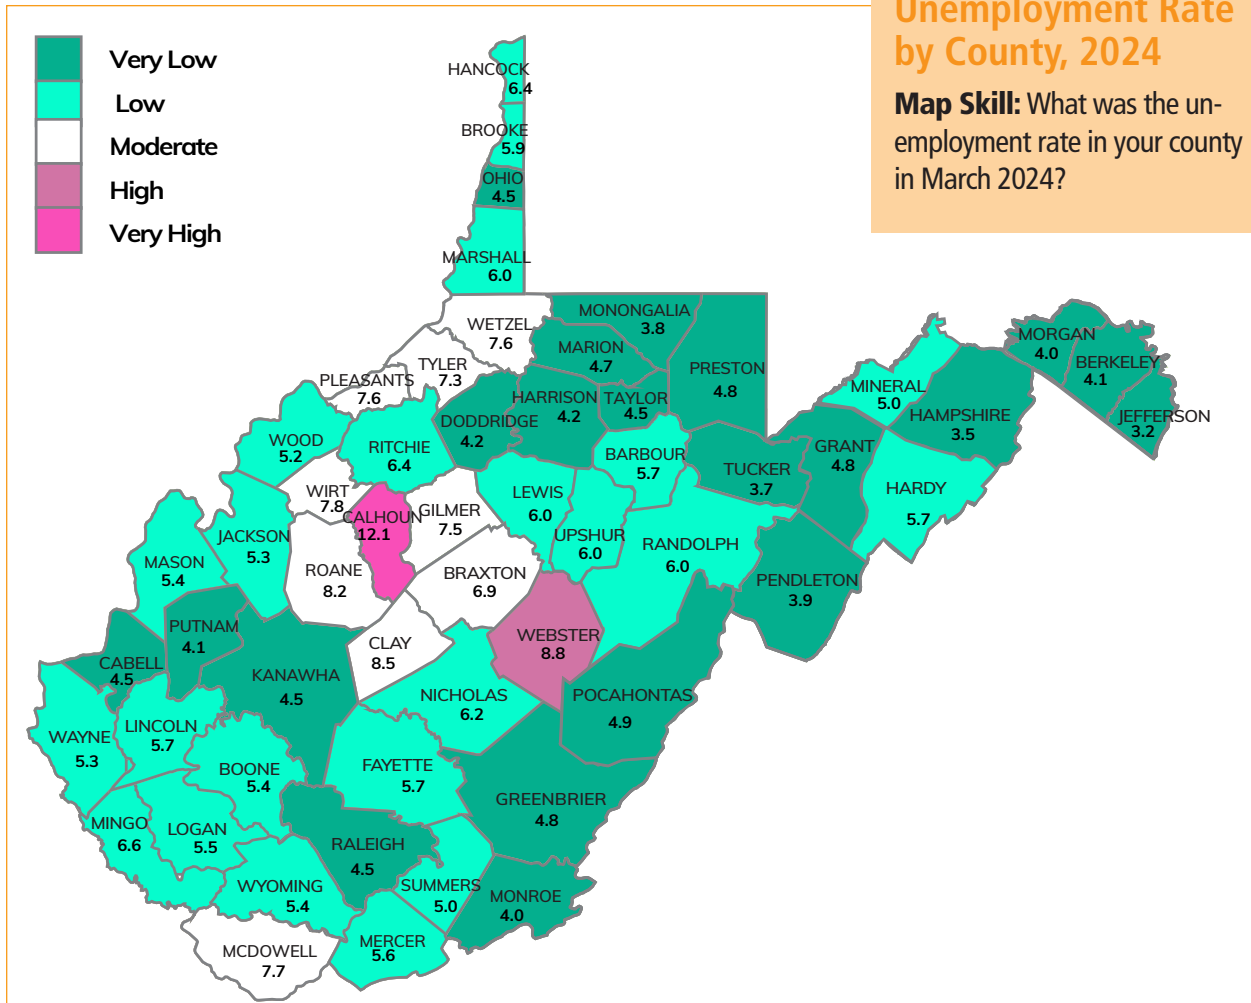 Unemployment Rate
by County, 2024
Map Skill: What was the un-
employment rate in your county
in March 2024?
Very Low
Low
Moderate
High
Very High
HANCOCK
6.4
BROOKE
5.9
OHIO
4.5
MARSHALL
6.0
WETZEL
7.6
MONONGALIA
3.8
MARION
4.7
PRESTON
4.8
TYLER
7.3
PLEASANTS
7.6
DODDRIDGE
4.2
HARRISON
4.2
TAYLOR
4.5
MORGAN
4.0
BERKELEY
4.1
JEFFERSON
3.2
MINERAL
5.0
HAMPSHIRE
3.5
GRANT
4.8
HARDY
5.7
WOOD
5.2
RITCHIE
6.4
BARBOUR
5.7
TUCKER
3.7
WIRT
7.8
CALHOUN
12.1
GILMER
7.5
LEWIS
6.0
UPSHUR
6.0
RANDOLPH
6.0
PENDLETON
3.9
MASON
5.4
JACKSON
5.3
ROANE
8.2
BRAXTON
6.9
WEBSTER
8.8
CLAY
8.5
PUTNAM
4.1
CABELL
4.5
KANAWHA
4.5
NICHOLAS
6.2
POCAHONTAS
4.9
WAYNE
5.3
LINCOLN
5.7
BOONE
5.4
FAYETTE
5.7
GREENBRIER
4.8
MINGO
6.6
LOGAN
5.5
RALEIGH
4.5
WYOMING
5.4
SUMMERS
5.0
MONROE
4.0
MERCER
5.6
MCDOWELL
7.7